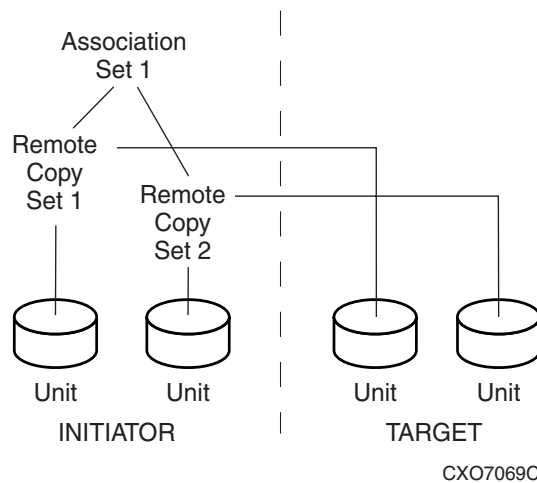 Association
Set 1
Remote
Copy
Set 1
Remote
Copy
Set 2
Unit
Unit
Unit
Unit
INITIATOR
TARGET
CXO7069C